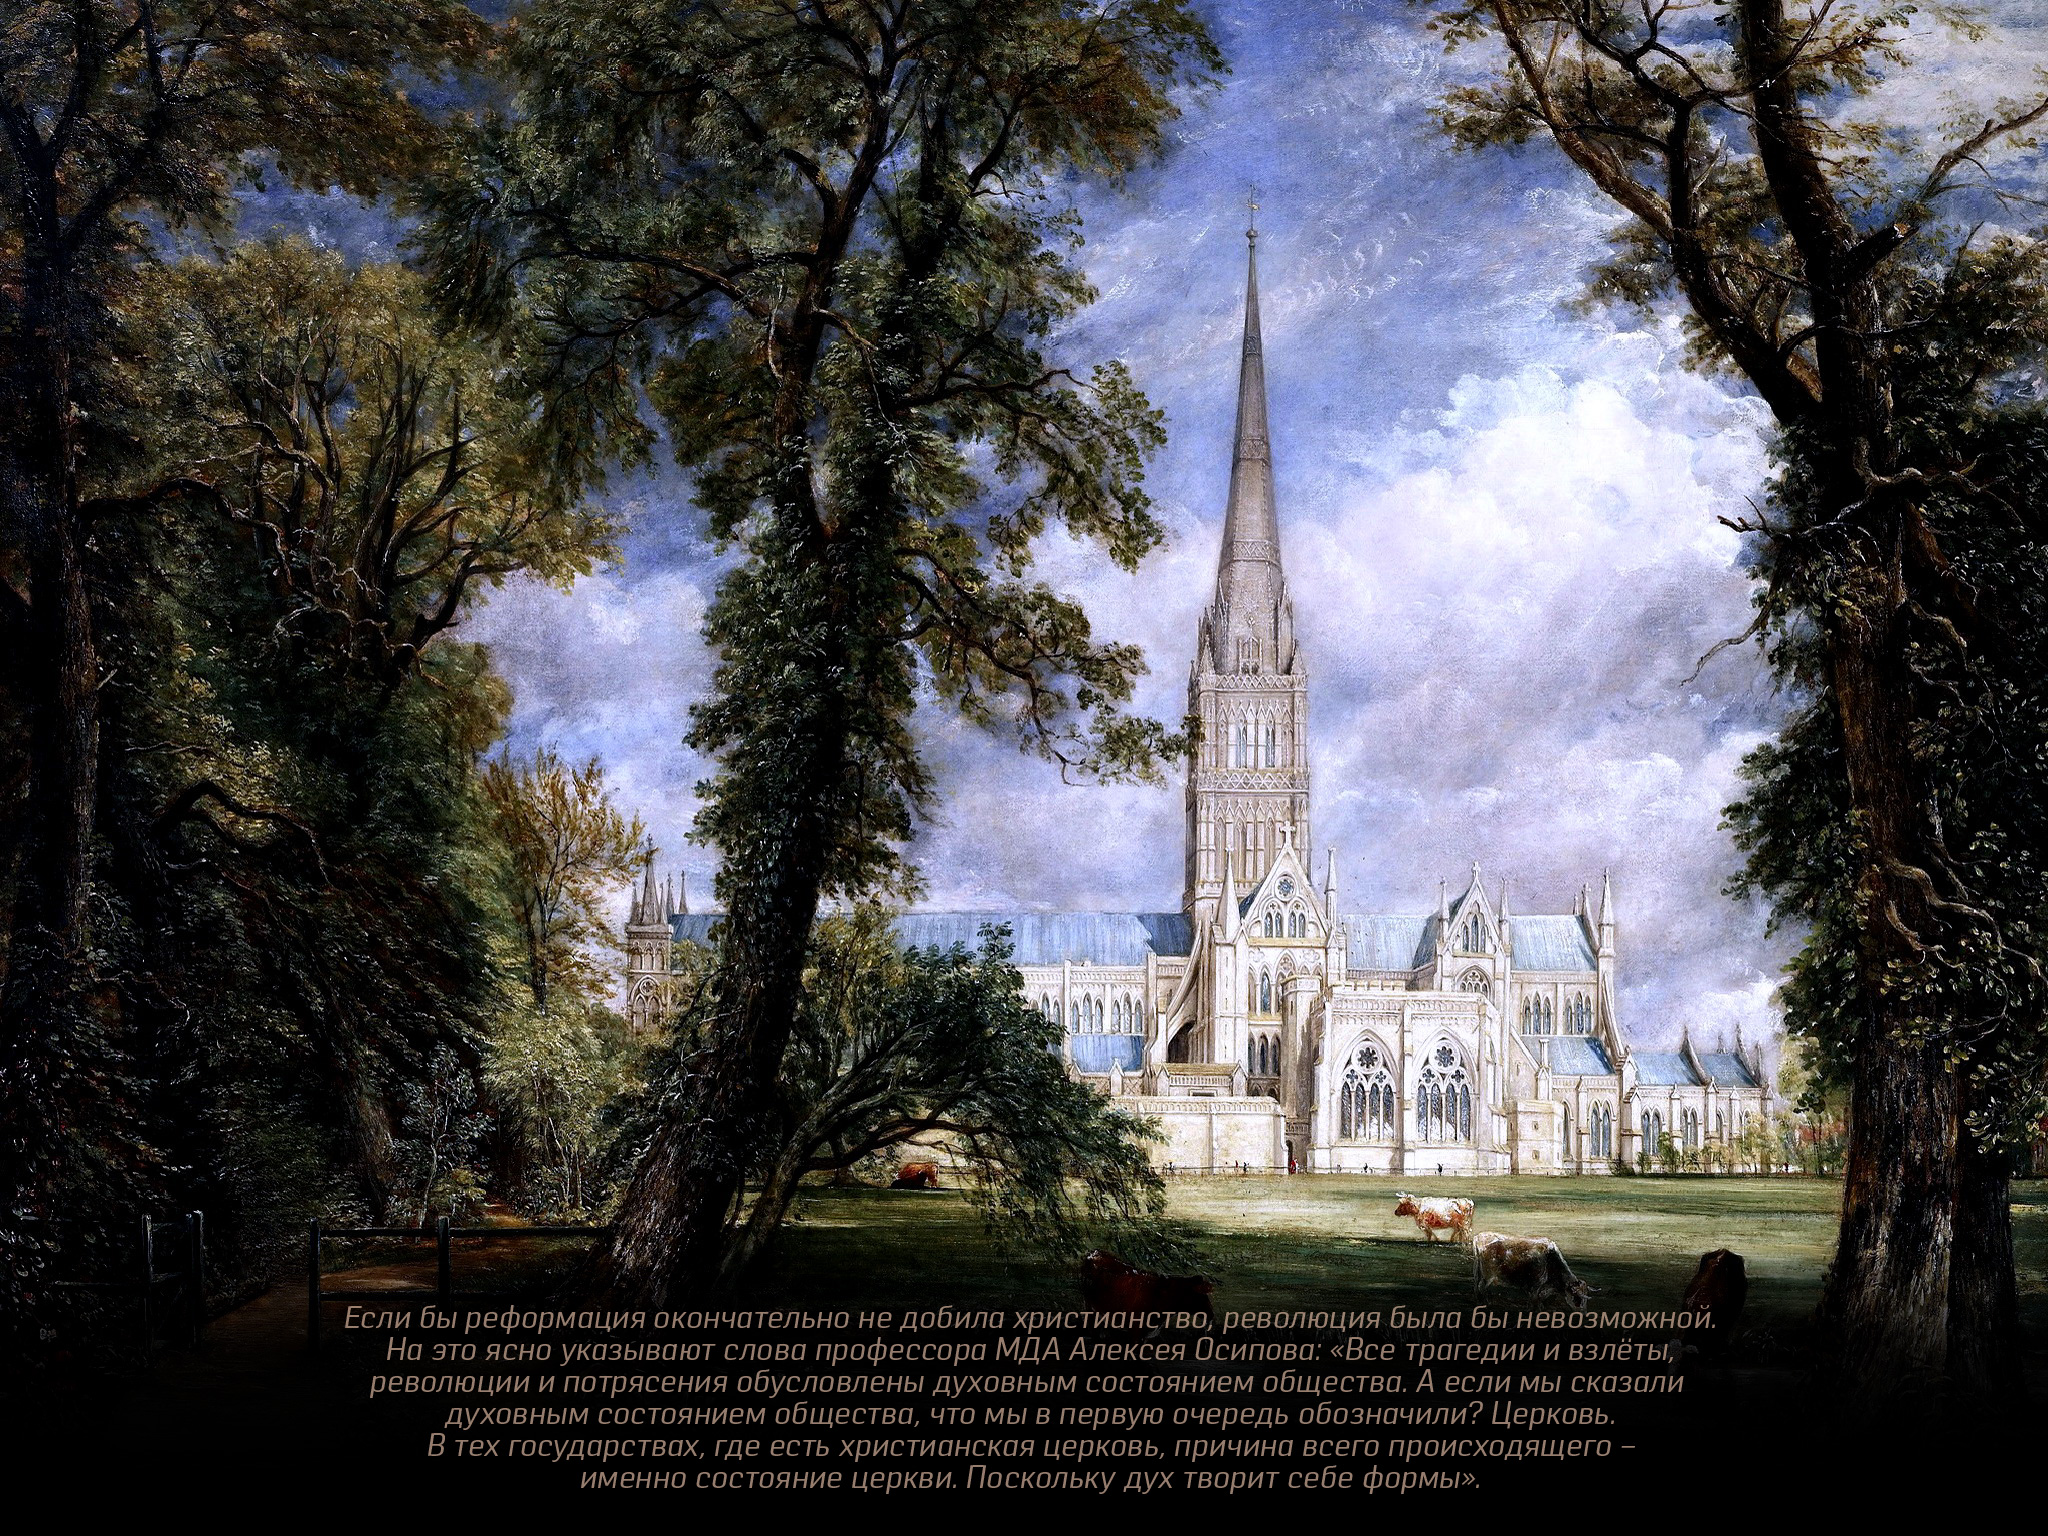 Если бы реформация окончательно не добила христианство, революция была бы невозможной.
На это ясно указывают слова профессора МДА Алексея Осипова: «Все трагедии и взлёты,
революции и потрясения обусловлены духовным состоянием общества. А если мы сказали
духовным состоянием общества, что мы в первую очередь обозначили? Церковь.
В тех государствах, где есть христианская церковь, причина всего происходящего –
именно состояние церкви. Поскольку дух творит себе формы».